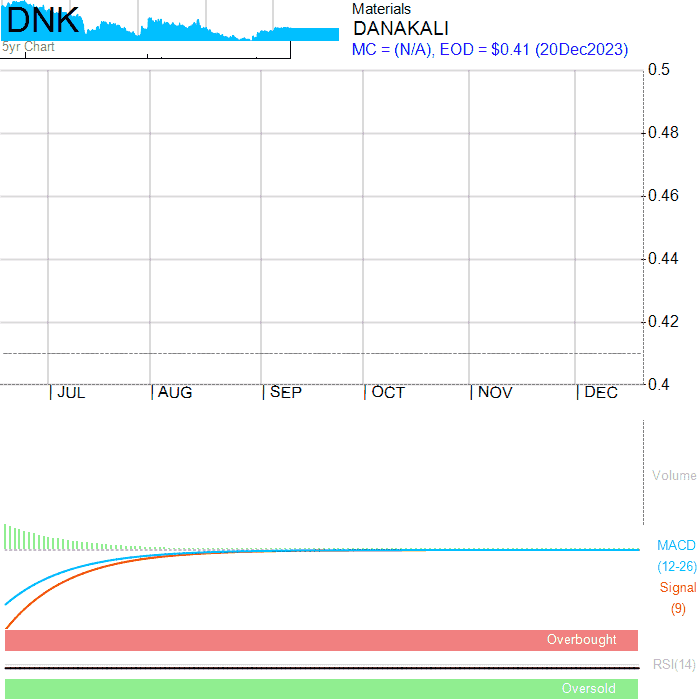 DNK
5yr Chart
Materials
DANAKALI
MC = (N/A), EOD = $0.41 (20Dec2023)
0.5
0.48
0.46
0.44
0.42
0.4
JUL AUG SEP OCT NOV DEC
Volume
MACD
(12-26)
Signal
(9)
Overbought
RSI(14)
Oversold